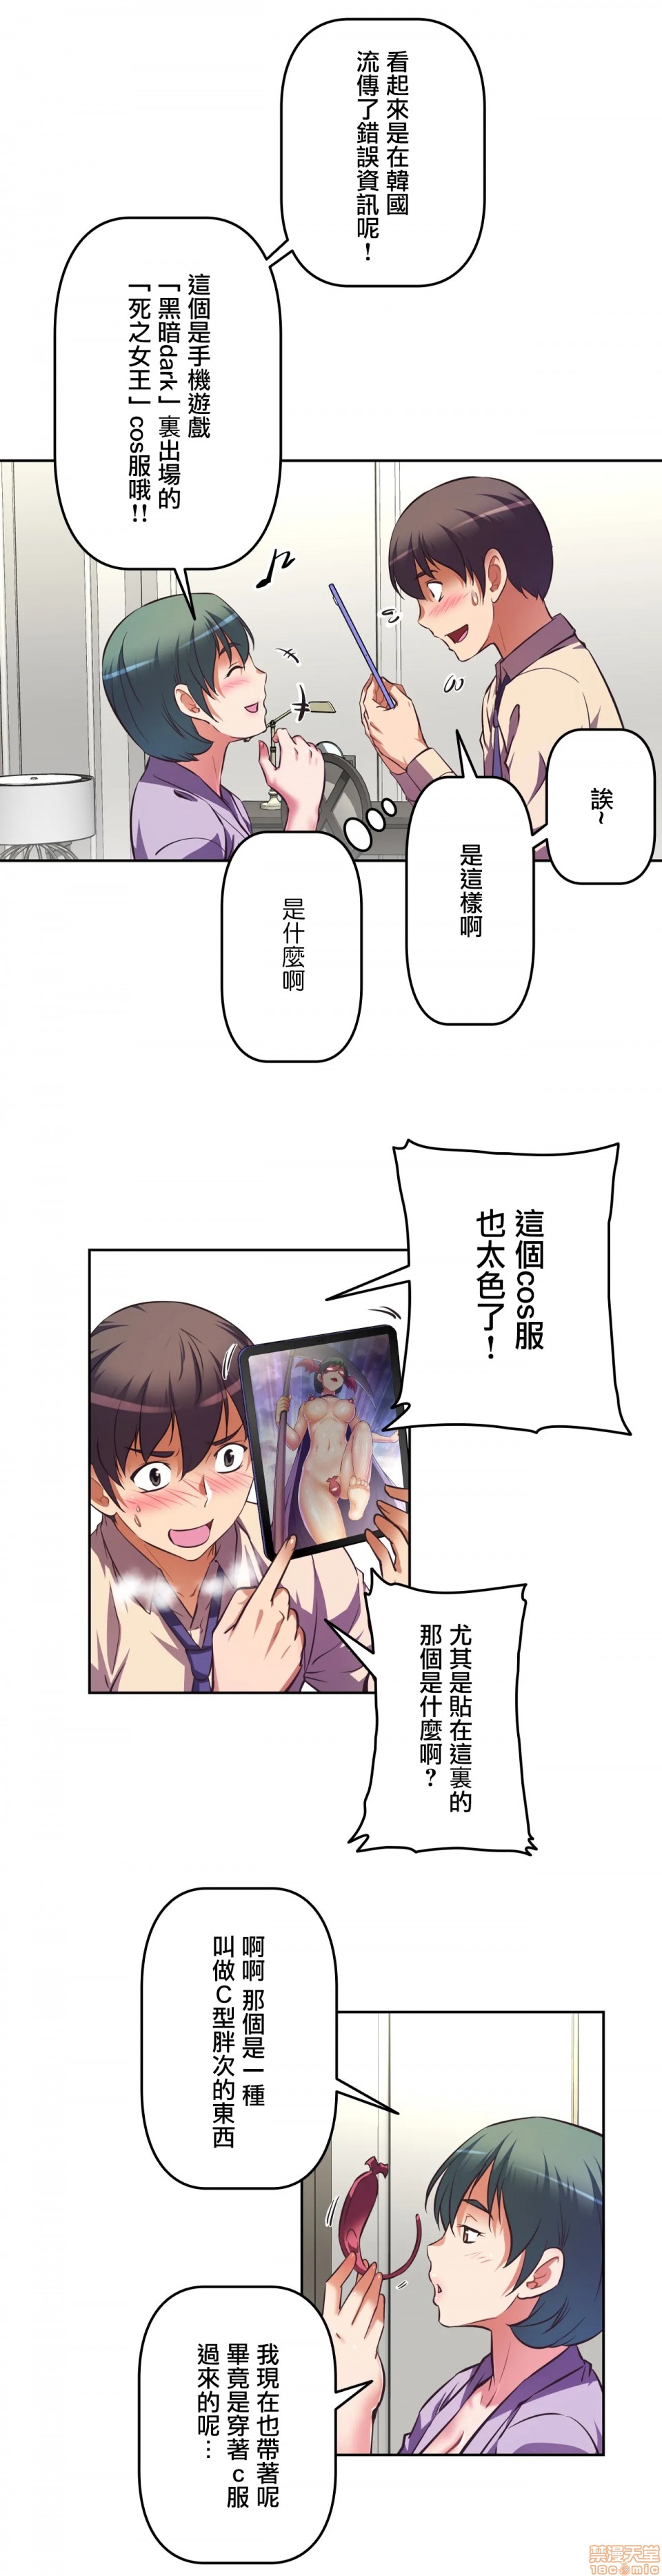 看起來是在韓國
流傳了錯誤資訊呢！
這個是手機遊戲
「黑暗dark」裏出場的
「死之女王」cos服哦!!
誒~
是這樣啊
是什麼啊
這個cos服
也太色了！
尤其是貼在這裏的
那個是什麼啊?
啊啊 那個是一種
叫做C型胖次的東西
我現在也帶著呢
畢竟是穿著 c服
過來的呢…
禁漫天堂
18comic